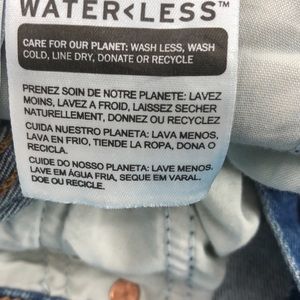 WATER<LESS™
CARE FOR OUR PLANET: WASH LESS, WASH
COLD, LINE DRY, DONATE OR RECYCLE
PRENEZ SOIN DE NOTRE PLANETE: LAVEZ
MOINS, LAVEZ A FROID, LAISSEZ SECHER
NATURELLEMENT, DONNEZ OU RECYCLEZ
CUIDA NUESTRO PLANETA: LAVA MENOS,
LAVA EN FRIO, TIENDE LA ROPA, DONA O
RECICLA.
CUIDE DO NOSSO PLANETA: LAVE MENOS,
LAVE EM ÁGUA FRIA, SEQUE EM VARAL.
DOE OU RECICLE.